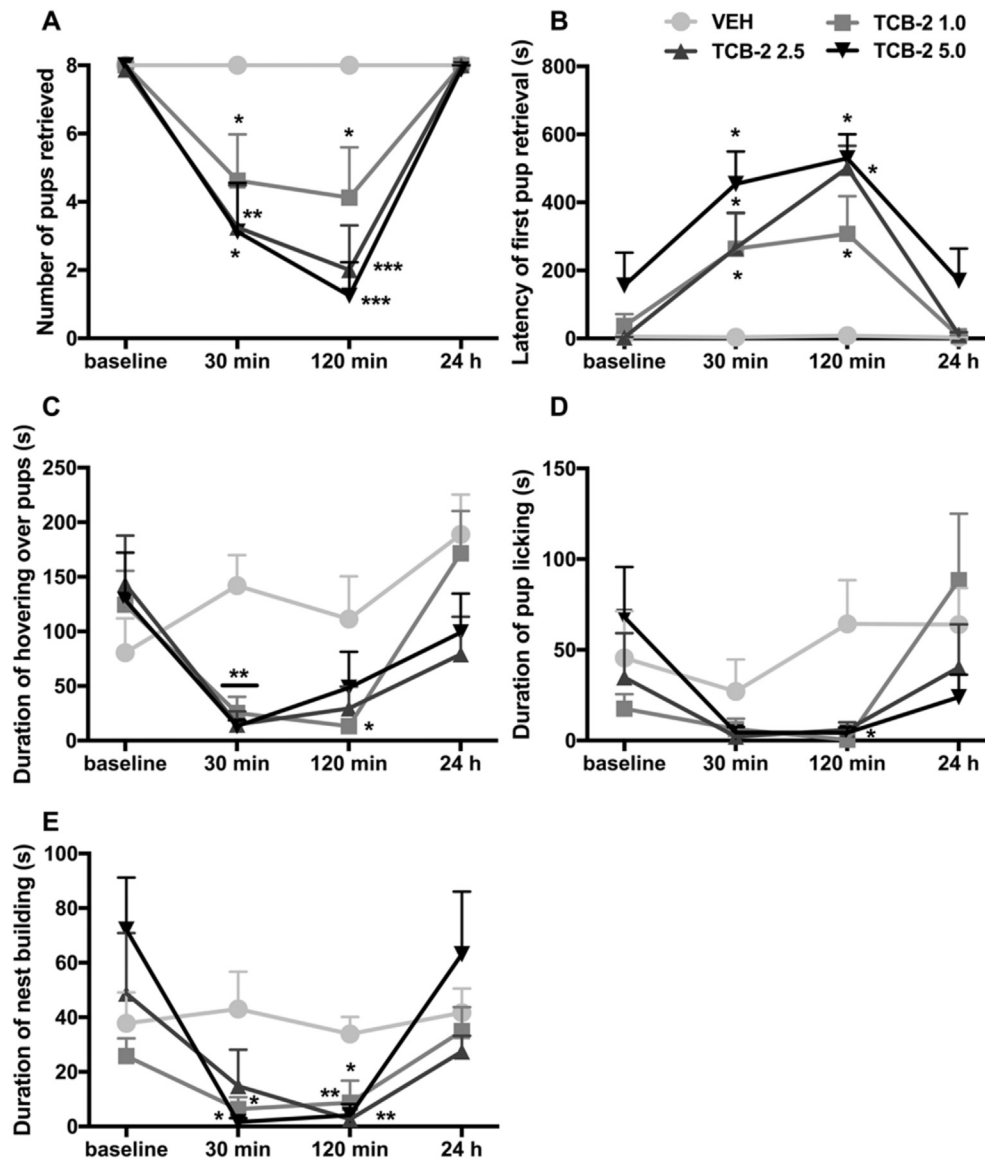 A
B
VEH
TCB-2 1.0
TCB-2 2.5
TCB-2 5.0
Number of pups retrieved
8
6
4
2
0
*
*
**
*
***
***
baseline
30 min
120 min
24 h
Latency of first pup retrieval (s)
800
600
400
200
0
*
*
*
*
*
*
baseline
30 min
120 min
24 h
C
Duration of hovering over pups (s)
250
200
150
100
50
0
**
*
baseline
30 min
120 min
24 h
D
Duration of pup licking (s)
150
100
50
0
*
baseline
30 min
120 min
24 h
E
Duration of nest building (s)
100
80
60
40
20
0
*
*
**
*
**
baseline
30 min
120 min
24 h